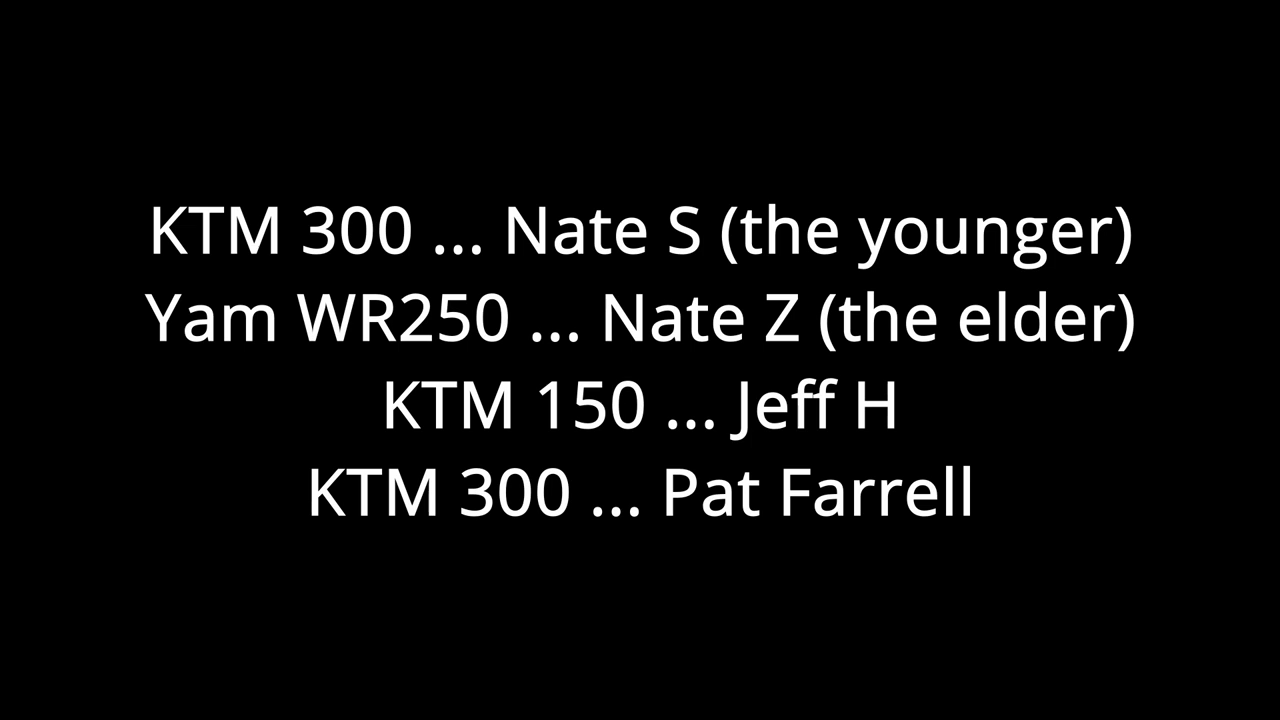 KTM 300 ... Nate S (the younger)
Yam WR250 ... Nate Z (the elder)
KTM 150 ... Jeff H
KTM 300 ... Pat Farrell